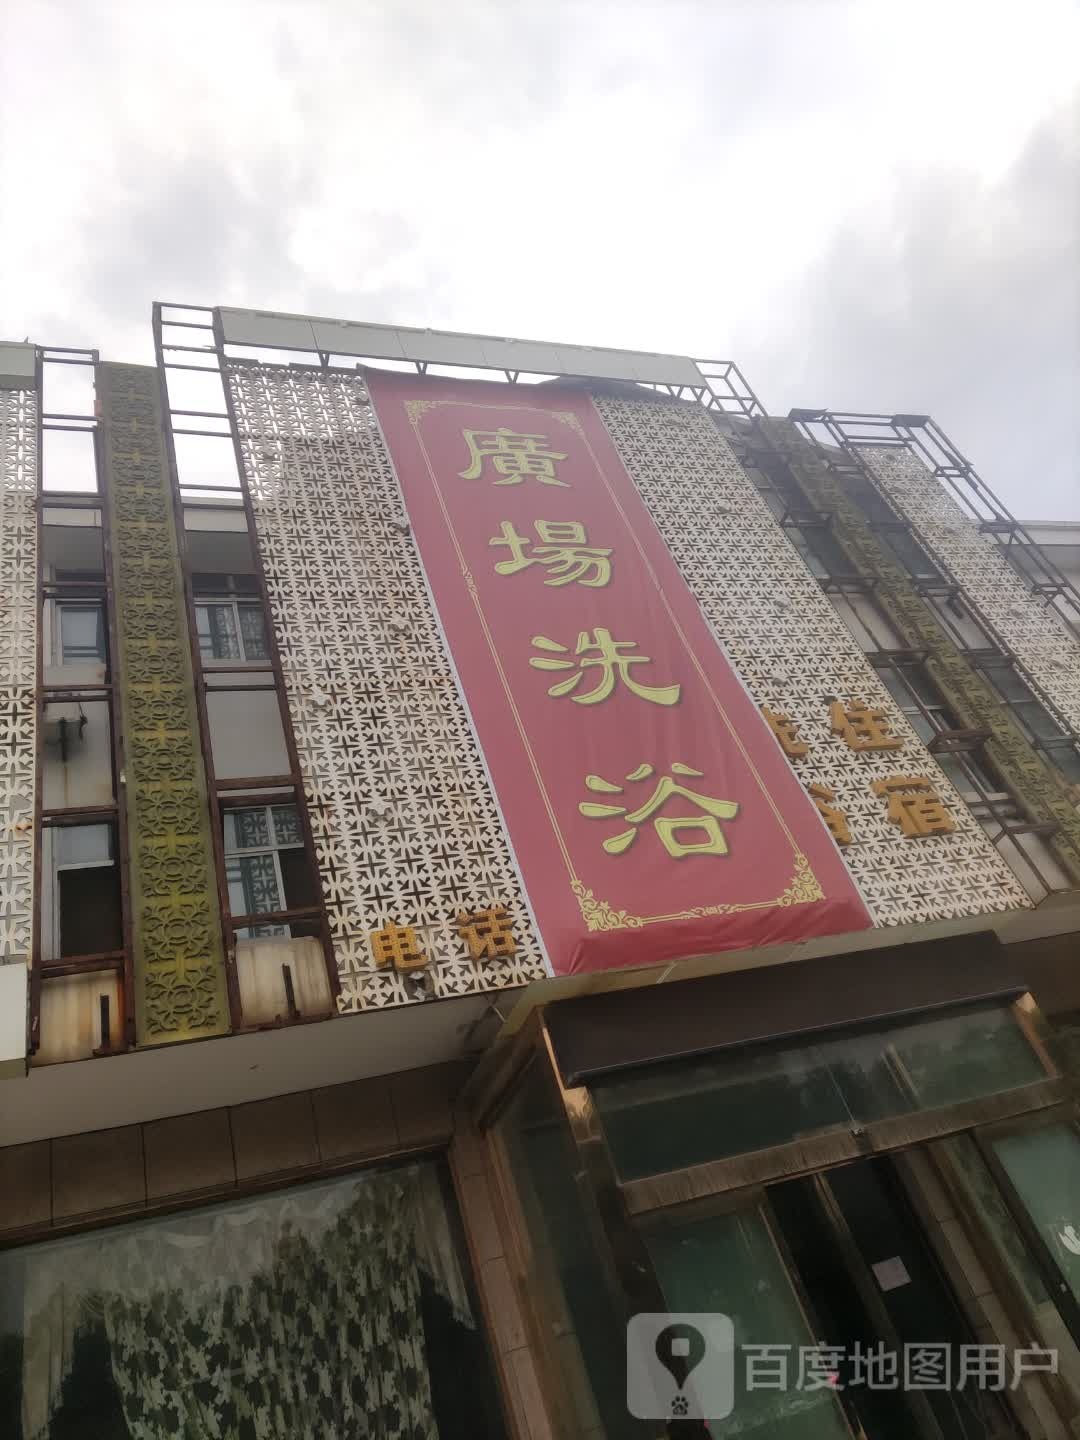 廣場洗浴
住
宿
电话
百度地图用户